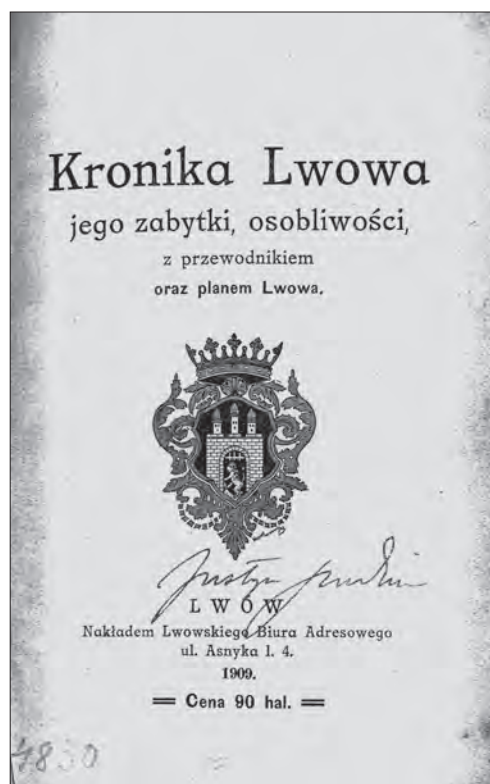 Kronika Lwowa
jego zabytki, osobliwości,
z przewodnikiem
oraz planem Lwowa.
LWÓW
Nakładem Lwowskiego Biura Adresowego
ul. Asnyka l. 4.
1909.
= Cena 90 hal. =